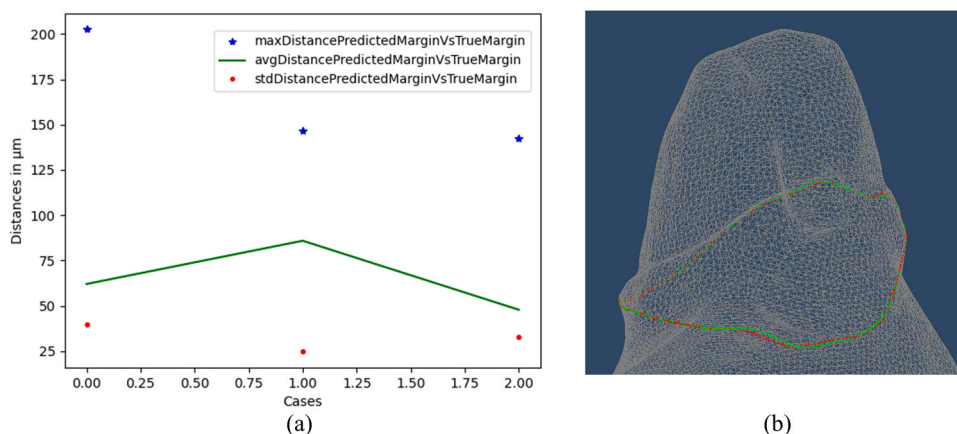 200
175
150
125
100
75
50
25
Distances in μm
maxDistancePredictedMarginVsTrueMargin
avgDistancePredictedMarginVsTrueMargin
stdDistancePredictedMarginVsTrueMargin
0.00 0.25 0.50 0.75 1.00 1.25 1.50 1.75 2.00
Cases
(a) (b)